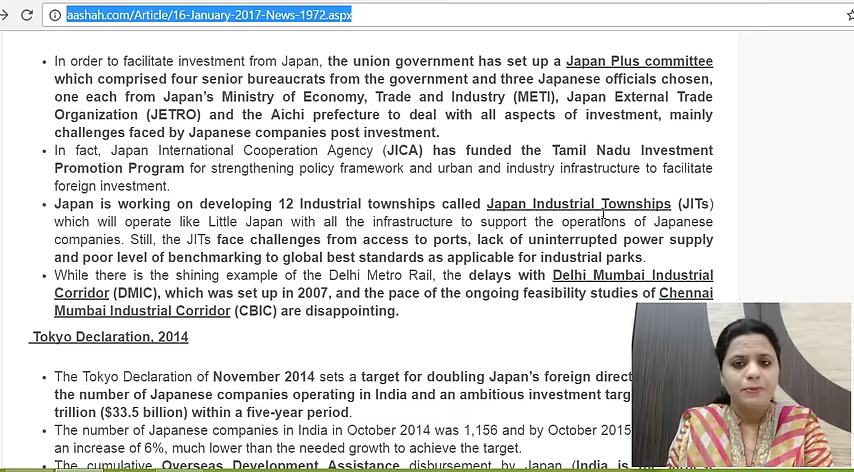 aashah.com/Article/16-January-2017-News-1972.aspx
• In order to facilitate investment from Japan, the union government has set up a Japan Plus committee
which comprised four senior bureaucrats from the government and three Japanese officials chosen,
one each from Japan's Ministry of Economy, Trade and Industry (METI), Japan External Trade
Organization (JETRO) and the Aichi prefecture to deal with all aspects of investment, mainly
challenges faced by Japanese companies post investment.
• In fact, Japan International Cooperation Agency (JICA) has funded the Tamil Nadu Investment
Promotion Program for strengthening policy framework and urban and industry infrastructure to facilitate
foreign investment.
• Japan is working on developing 12 Industrial townships called Japan Industrial Townships (JITs)
which will operate like Little Japan with all the infrastructure to support the operations of Japanese
companies. Still, the JITs face challenges from access to ports, lack of uninterrupted power supply
and poor level of benchmarking to global best standards as applicable for industrial parks.
• While there is the shining example of the Delhi Metro Rail, the delays with Delhi Mumbai Industrial
Corridor (DMIC), which was set up in 2007, and the pace of the ongoing feasibility studies of Chennai
Mumbai Industrial Corridor (CBIC) are disappointing.
Tokyo Declaration, 2014
• The Tokyo Declaration of November 2014 sets a target for doubling Japan's foreign direct
the number of Japanese companies operating in India and an ambitious investment
trillion ($33.5 billion) within a five-year period.
• The number of Japanese companies in India in October 2014 was 1,156 and by October 2015
an increase of 6%, much lower than the needed growth to achieve the target.
• The cumulative Overseas Development Assistance disbursement by Japan (India is